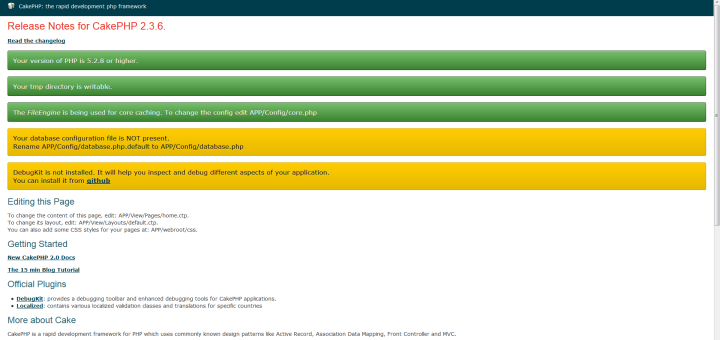 CakePHP: the rapid development php framework
Release Notes for CakePHP 2.3.6.
Read the changelog
Your version of PHP is 5.2.8 or higher.
Your tmp directory is writable.
The FileEngine is being used for core caching. To change the config edit APP/Config/core.php
Your database configuration file is NOT present.
Rename APP/Config/database.php.default to APP/Config/database.php
DebugKit is not installed. It will help you inspect and debug different aspects of your application.
You can install it from github
Editing this Page
To change the content of this page, edit: APP/View/Pages/home.ctp.
To change its layout, edit: APP/View/Layouts/default.ctp.
You can also add some CSS styles for your pages at: APP/webroot/css.
Getting Started
New CakePHP 2.0 Docs
The 15 min Blog Tutorial
Official Plugins
• DebugKit: provides a debugging toolbar and enhanced debugging tools for CakePHP applications.
• Localized: contains various localized validation classes and translations for specific countries
More about Cake
CakePHP is a rapid development framework for PHP which uses commonly known design patterns like Active Record, Association Data Mapping, Front Controller and MVC.